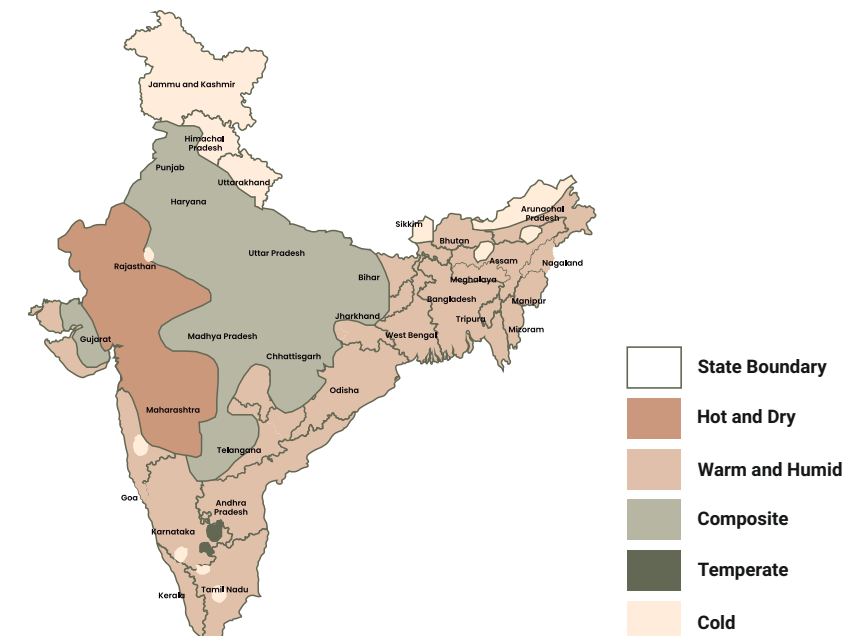 Jammu and Kashmir
Himachal
Pradesh
Punjab
Uttarakhand
Haryana
Arunachal
Pradesh
Sikkim
Bhutan
Uttar Pradesh
Assam
Nagaland
Rajasthan
Bihar
Meghalaya
Bangladesh
Manipur
Jharkhand
Tripura
Mizoram
Gujarat
Madhya Pradesh
West Bengal
Chhattisgarh
Odisha
Maharashtra
Telangana
Goa
Andhra
Pradesh
Karnataka
Kerala
Tamil Nadu
State Boundary
Hot and Dry
Warm and Humid
Composite
Temperate
Cold